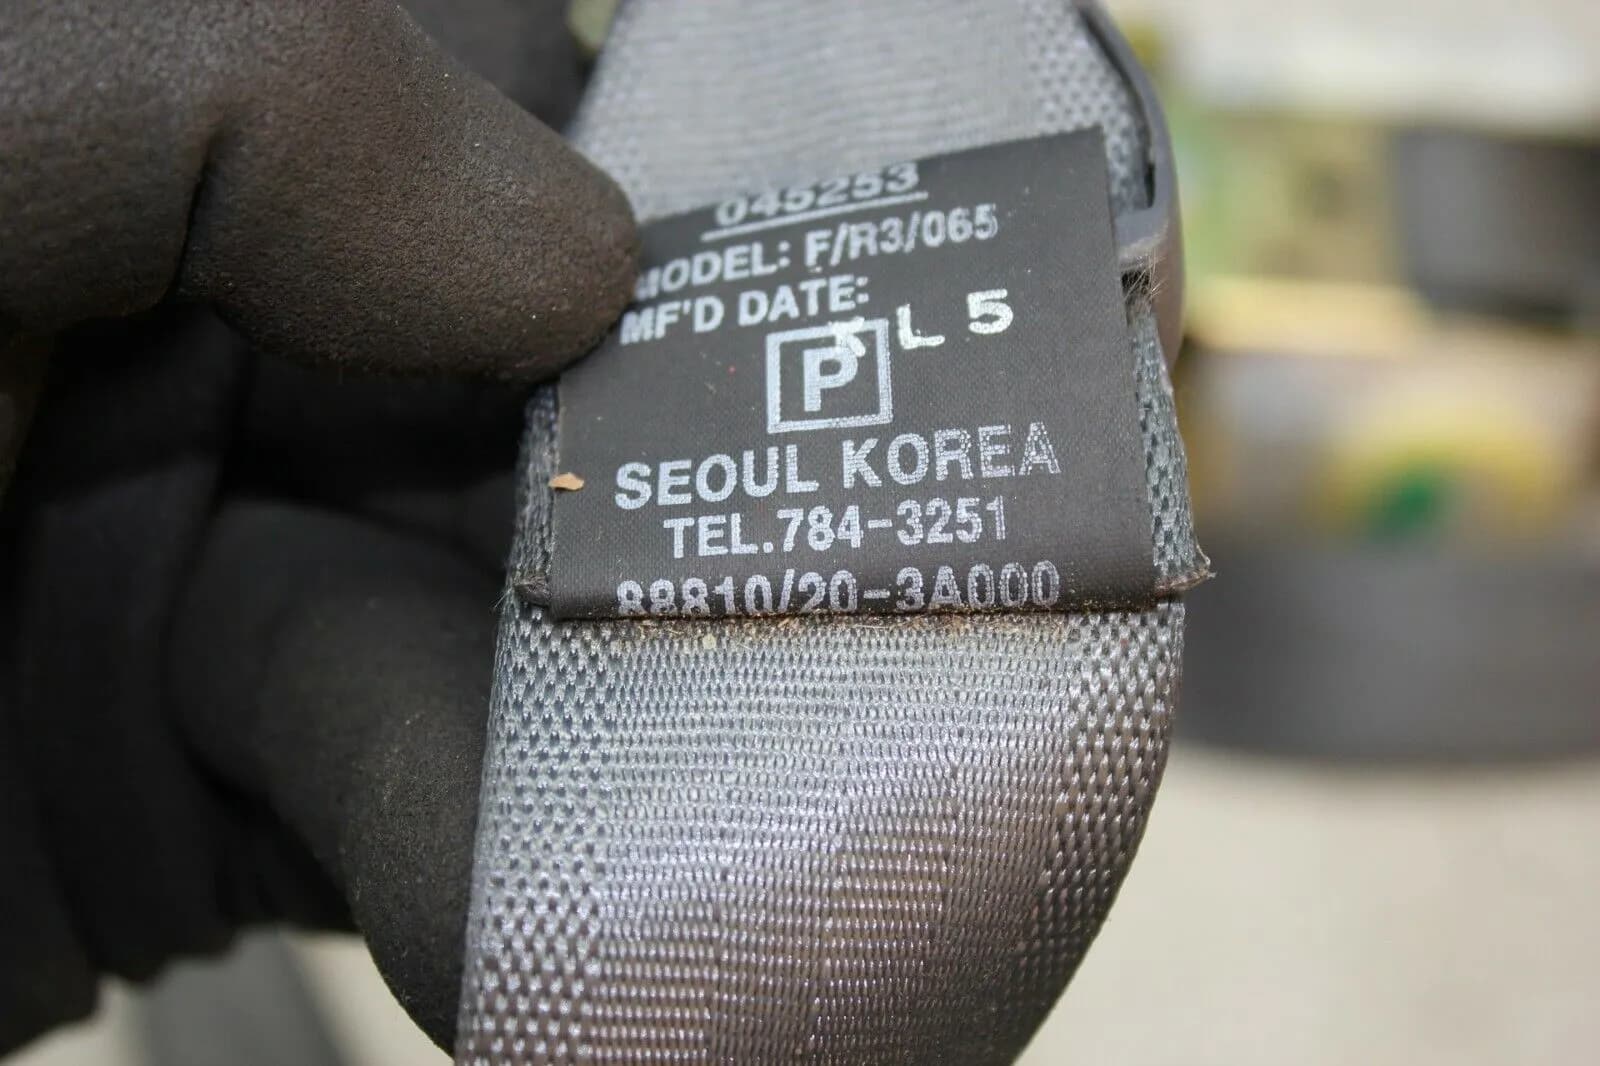 045253
MODEL: F/R3/065
MF'D DATE:
K L 5
P
SEOUL KOREA
TEL.784-3251
88810/20-3A000